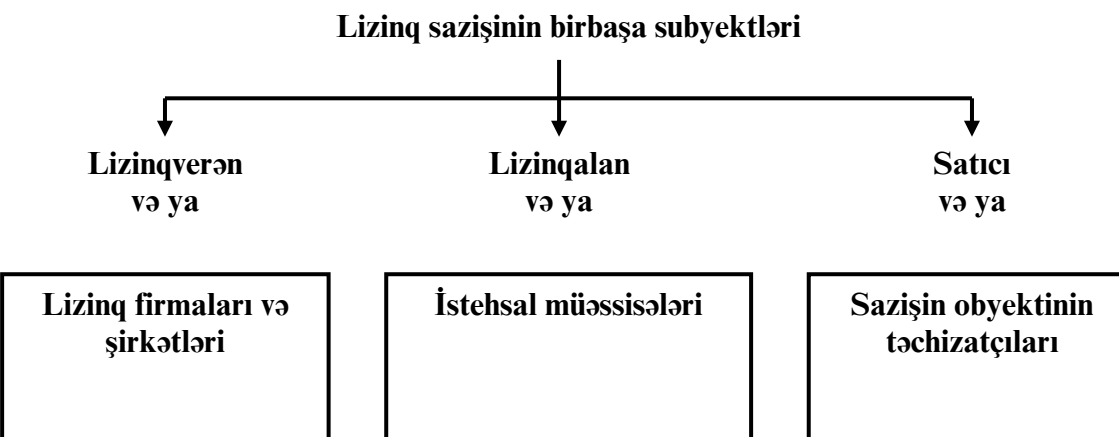 Lizinq sazişinin birbaşa subyektləri
Lizinqverən
və ya
Lizinqalan
və ya
Satıcı
və ya
Lizinq firmaları və
şirkətləri
İstehsal müəssisələri
Sazişin obyektinin
təchizatçıları